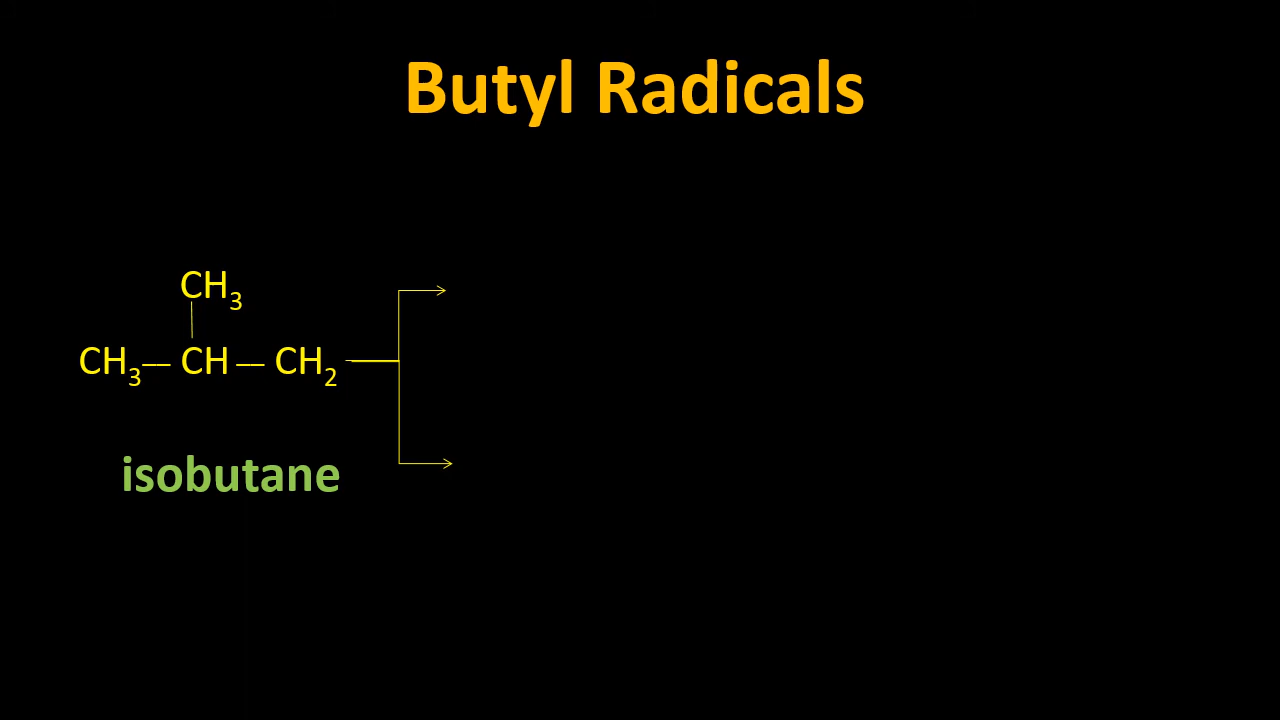 Butyl Radicals
CH₃
CH₃— CH — CH₂
isobutane